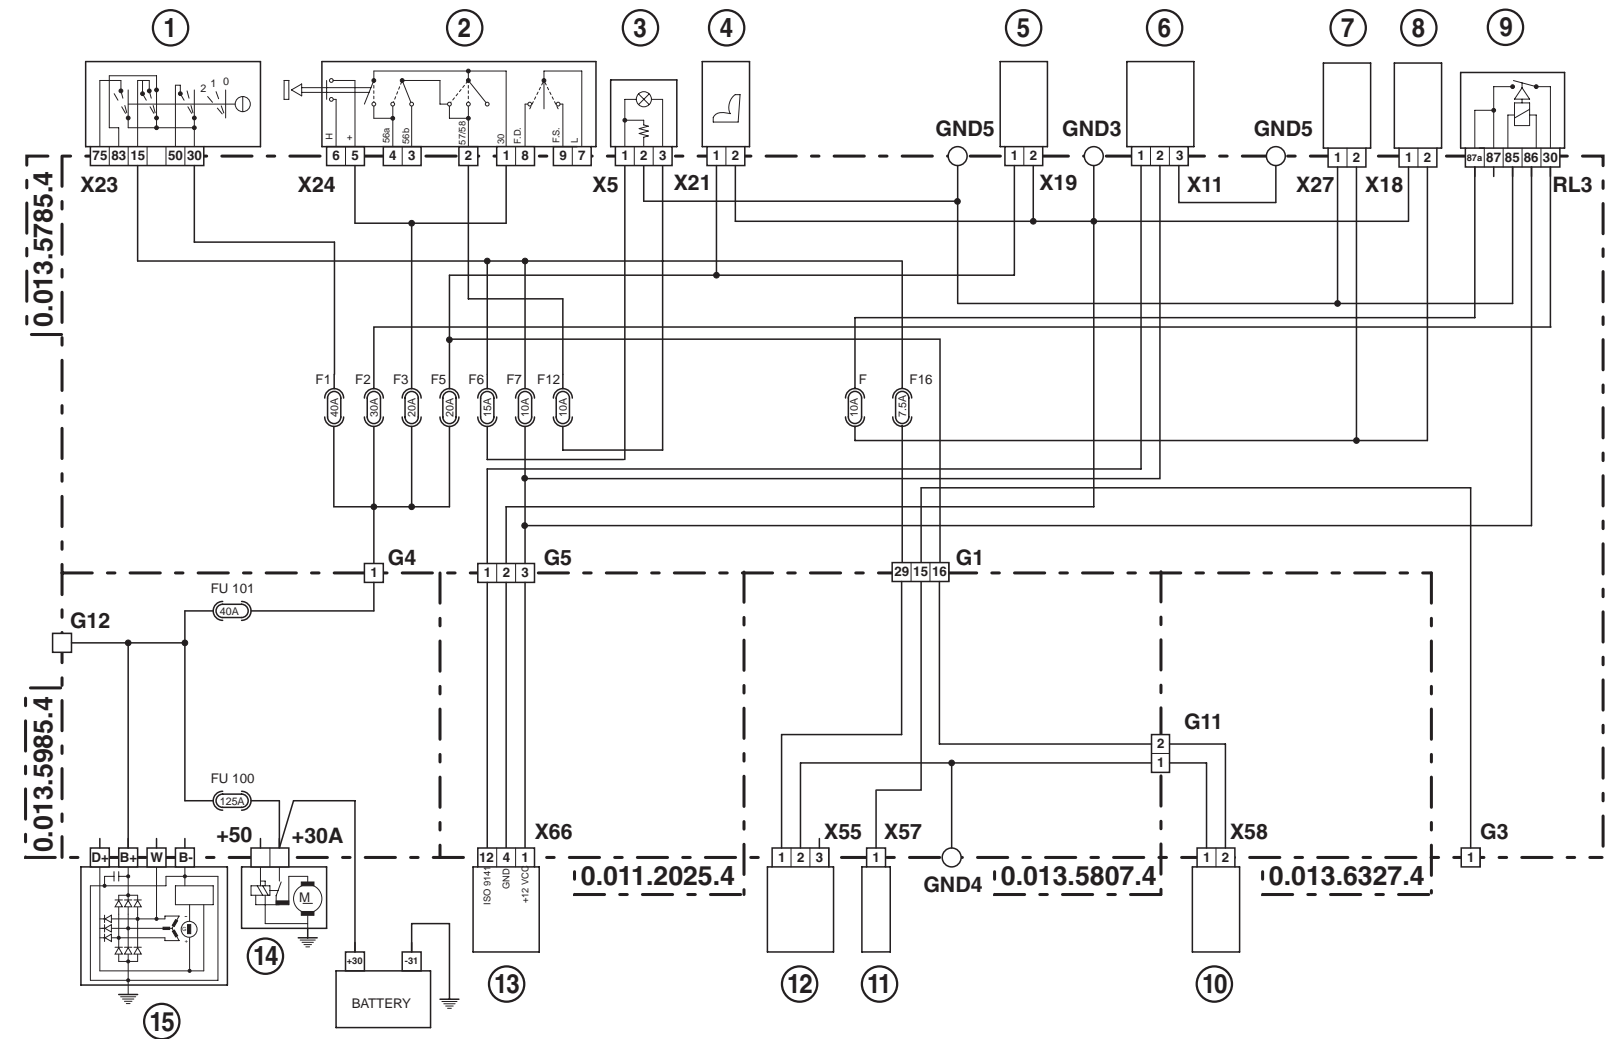 1 2 3 4 5 6 7 8 9
2 1 0
H + 56a 56b 57/58 30 F.D. F.S. L
GND5 GND3 GND5
75 83 15 50 30
6 5 4 3 2 1 8 9 7
1 2 3
1 2
1 2
1 2 3
1 2
1 2
87a 87 85 86 30
X23 X24 X5 X21 X19 X11 X27 X18 RL3
0.013.5785.4
F1 F2 F3 F5 F6 F7 F12 F F16
40A 30A 20A 20A 15A 10A 10A 10A 7.5A
G4 G5 G1
1
1 2 3
29 15 16
FU 101
40A
G12
0.013.5985.4
G11
2
1
FU 100
125A
+50 +30A X66 X55 X57 X58 G3
D+ B+ W B-
12 4 1
1 2 3
1
1 2
1
ISO 9141 GND +12 VCC
0.011.2025.4
GND4
0.013.5807.4
0.013.6327.4
M
G
14
+30 -31
BATTERY
13 12 11 10
15